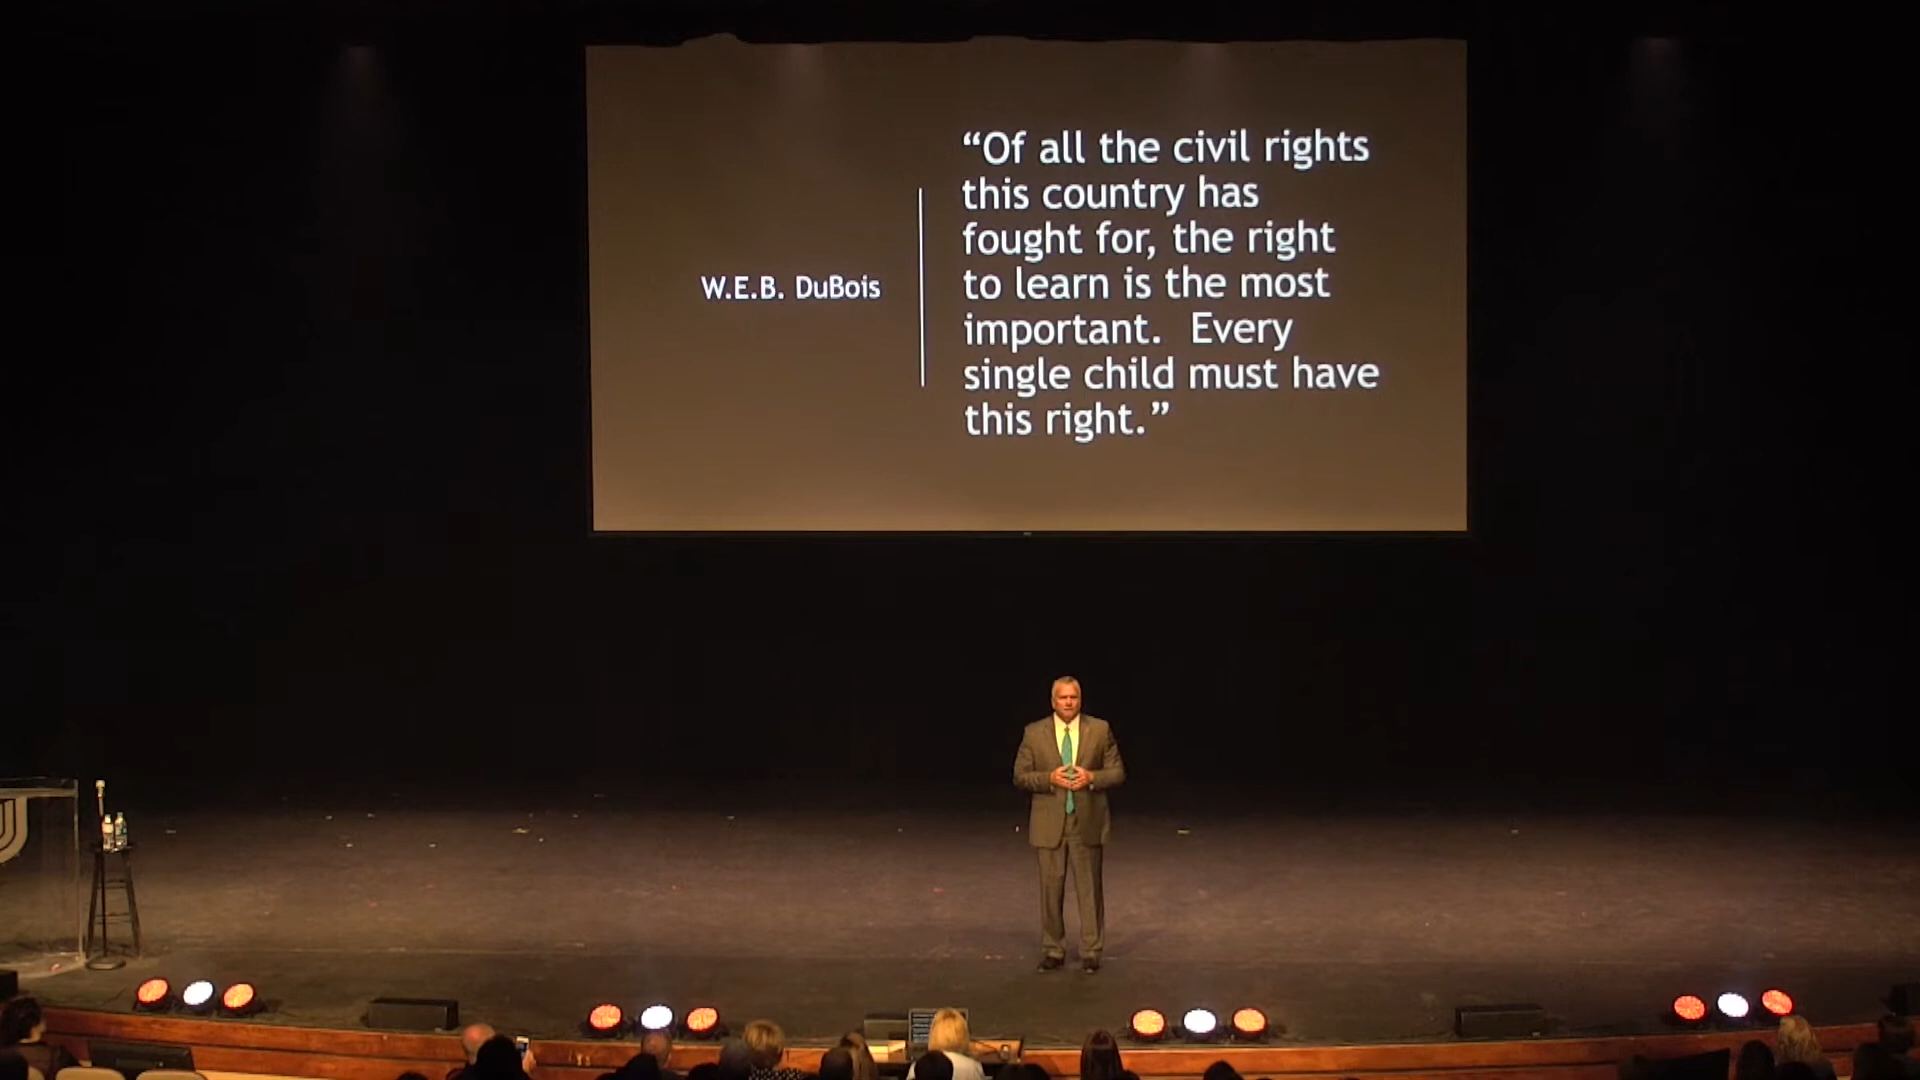 W.E.B. DuBois
“Of all the civil rights
this country has
fought for, the right
to learn is the most
important.  Every
single child must have
this right.”